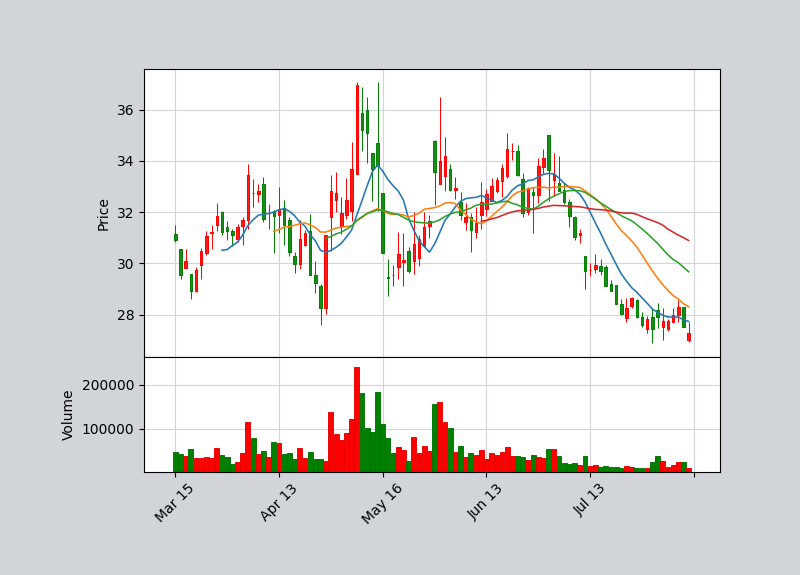 Price
36
34
32
30
28
Volume
200000
100000
Mar 15
Apr 13
May 16
Jun 13
Jul 13